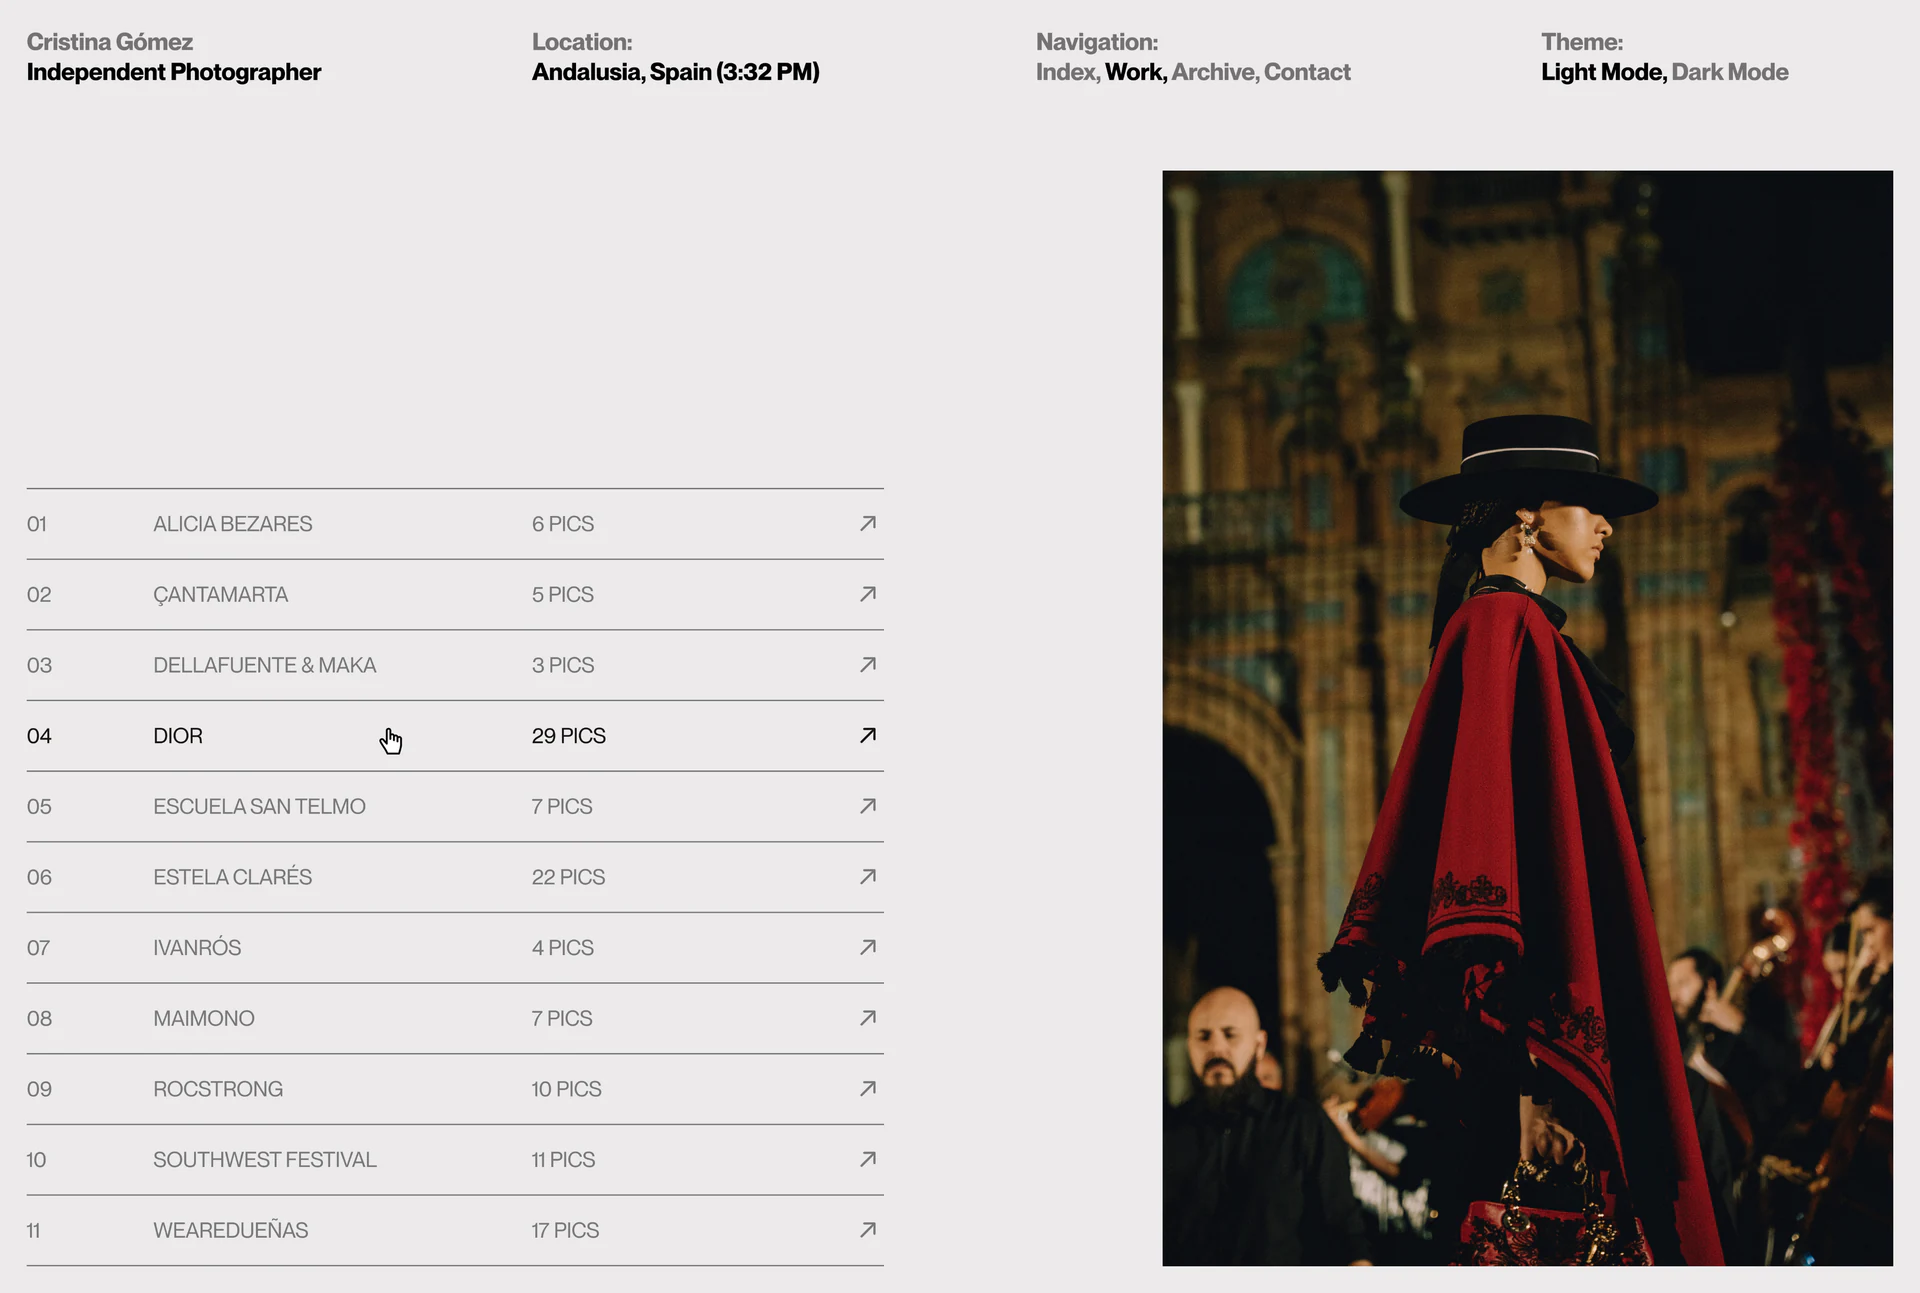 Cristina Gómez
Independent Photographer
Location:
Andalusia, Spain (3:32 PM)
Navigation:
Index, Work, Archive, Contact
Theme:
Light Mode, Dark Mode
01 ALICIA BEZARES 6 PICS
02 ÇANTAMARTA 5 PICS
03 DELLAFUENTE & MAKA 3 PICS
04 DIOR 29 PICS
05 ESCUELA SAN TELMO 7 PICS
06 ESTELA CLARÉS 22 PICS
07 IVANRÓS 4 PICS
08 MAIMONO 7 PICS
09 ROCSTRONG 10 PICS
10 SOUTHWEST FESTIVAL 11 PICS
11 WEAREDUEÑAS 17 PICS